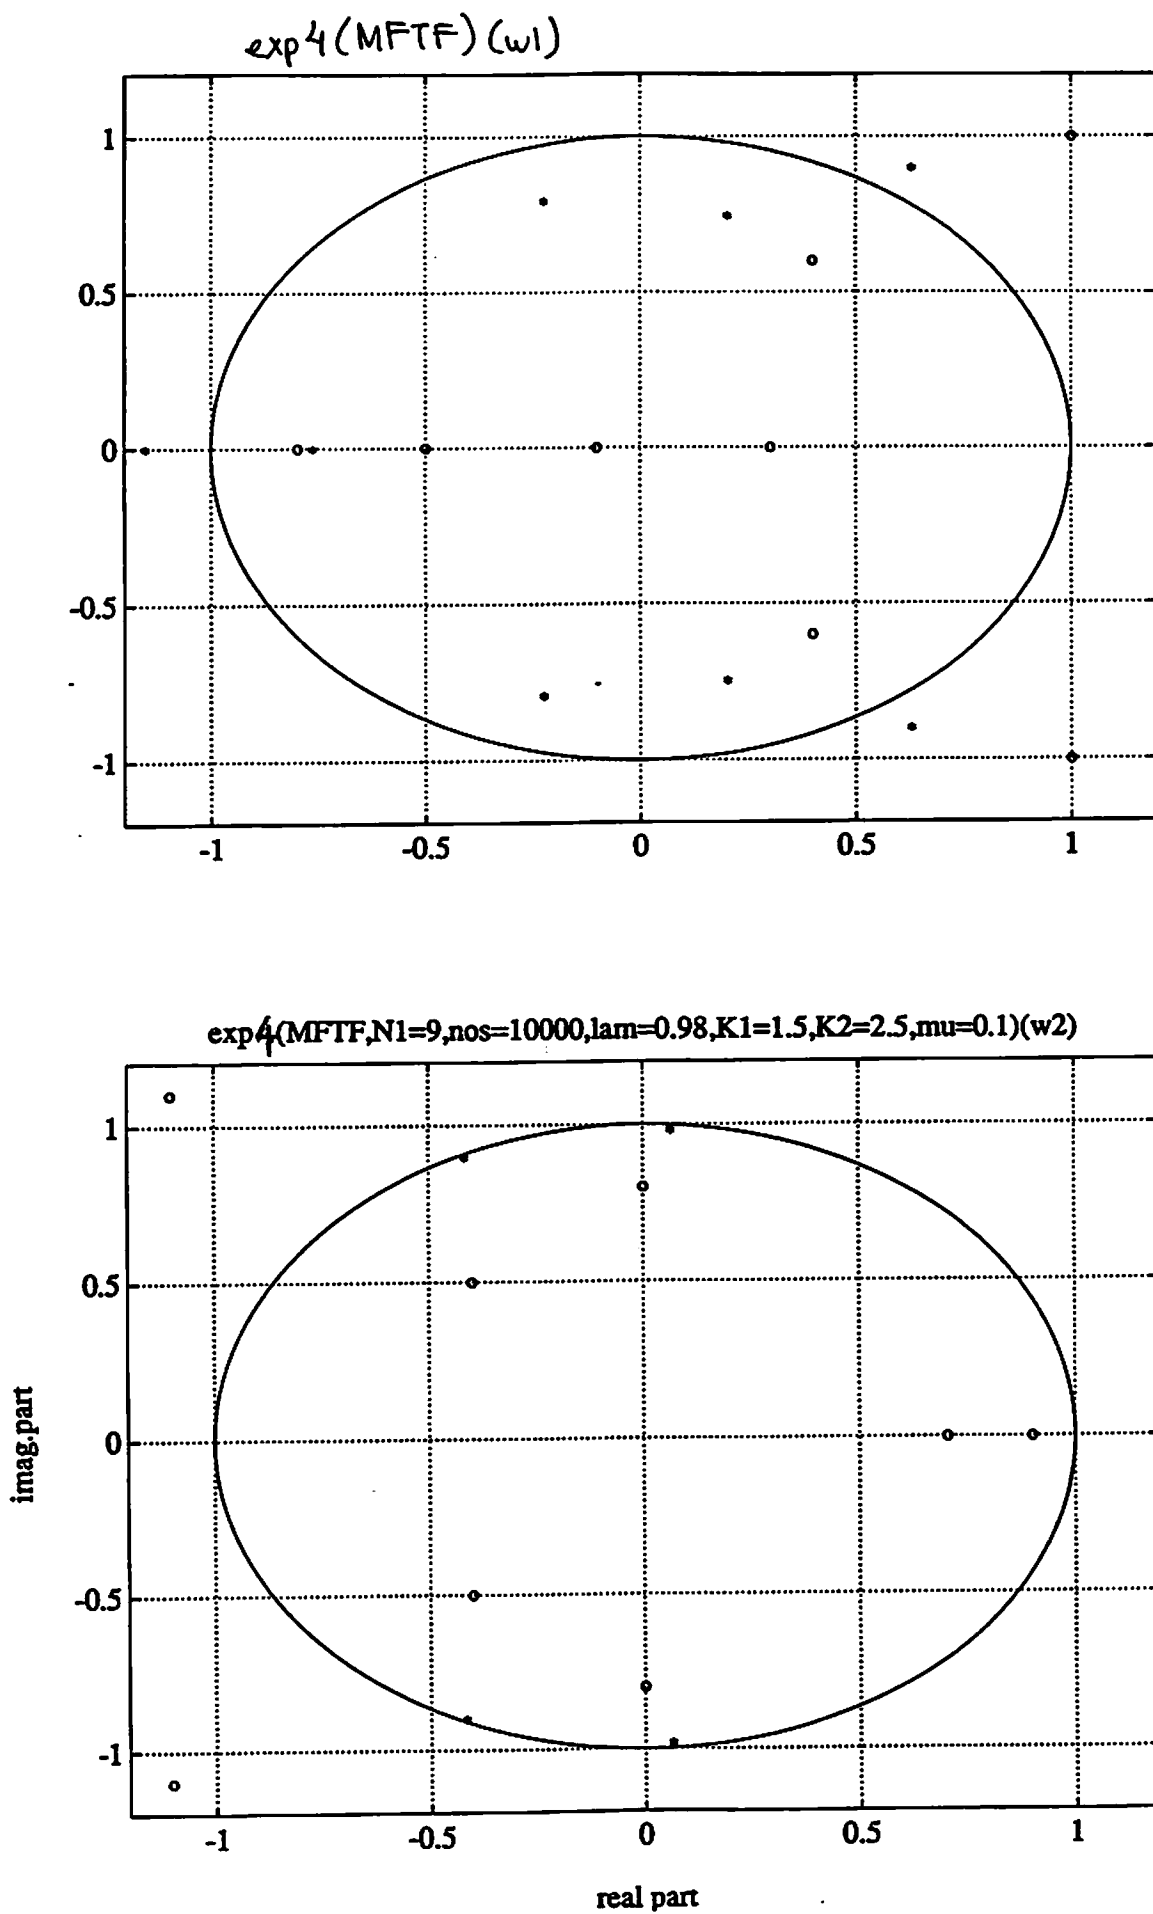 exp4(MFTF)(w1)
1
0.5
0
-0.5
-1
-1 -0.5 0 0.5 1
exp4(MFTF,N1=9,nos=10000,lam=0.98,K1=1.5,K2=2.5,mu=0.1)(w2)
1
0.5
0
-0.5
-1
imag.part
-1 -0.5 0 0.5 1
real part